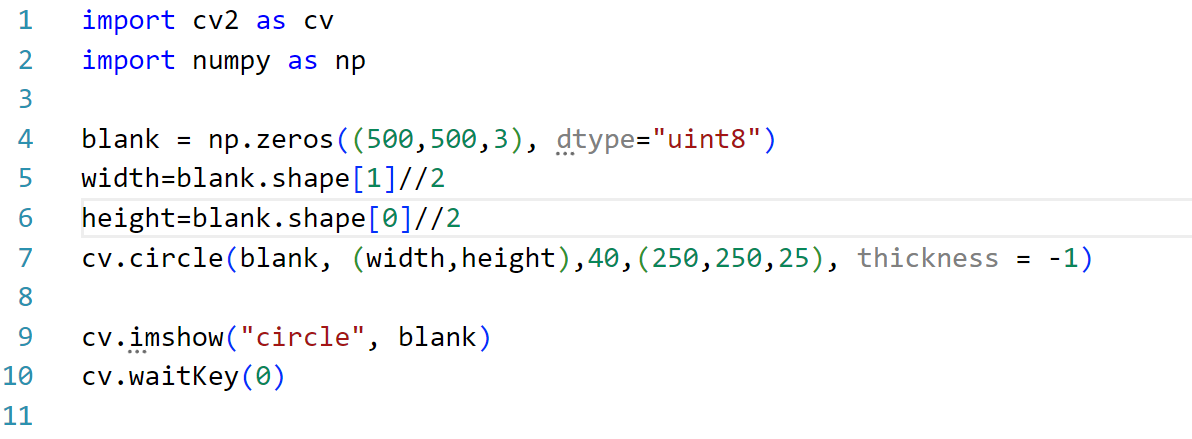 1 import cv2 as cv
2 import numpy as np
3
4 blank = np.zeros((500,500,3), dtype="uint8")
5 width=blank.shape[1]//2
6 height=blank.shape[0]//2
7 cv.circle(blank, (width,height),40,(250,250,25), thickness = -1)
8
9 cv.imshow("circle", blank)
10 cv.waitKey(0)
11